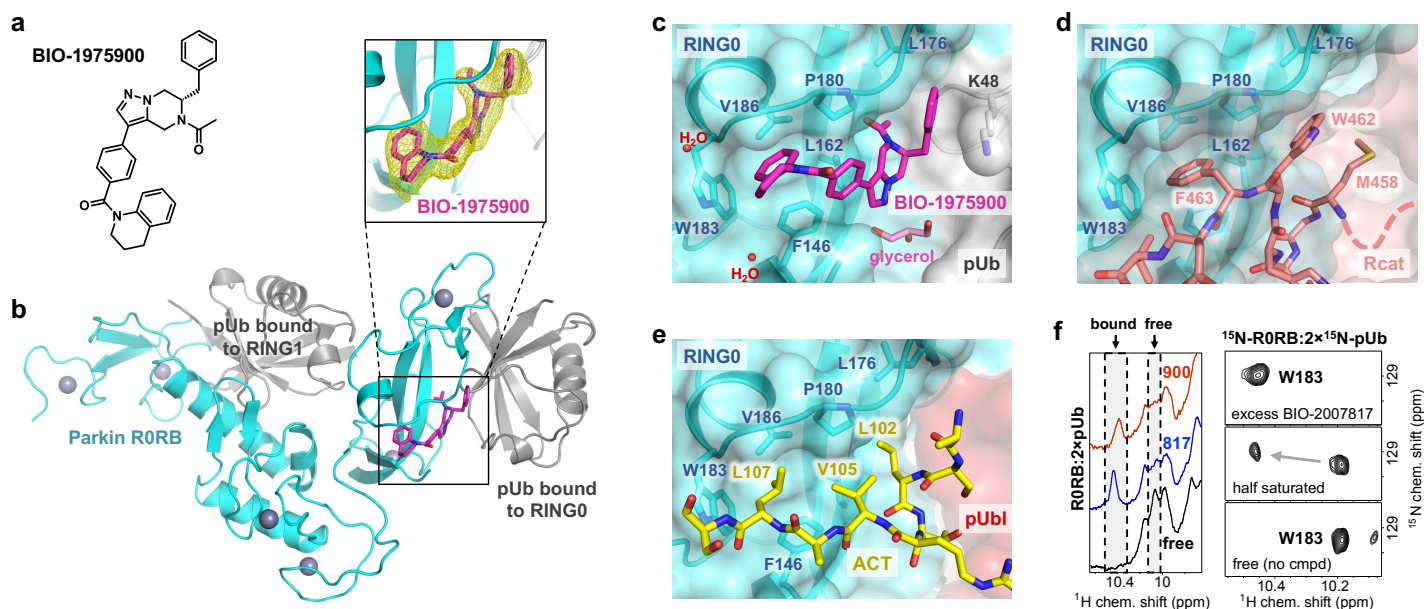 a
BIO-1975900
N
N
N
O
O
N
BIO-1975900
b
pUb bound
to RING1
Parkin R0RB
pUb bound
to RING0
c
RING0
L176
P180
K48
V186
H2O
L162
BIO-1975900
W183
F146
glycerol
H2O
pUb
d
RING0
L176
P180
V186
W462
L162
M458
F463
W183
F146
Rcat
e
RING0
L176
P180
V186
L102
W183
L107
V105
pUbl
F146
ACT
f
bound
free
R0RB:2×pUb
900
817
free
10.4
10
¹H chem. shift (ppm)
¹⁵N-R0RB:2×¹⁵N-pUb
W183
129
excess BIO-2007817
129
half saturated
W183
129
free (no cmpd)
10.4
10.2
¹H chem. shift (ppm)
¹⁵N chem. shift (ppm)